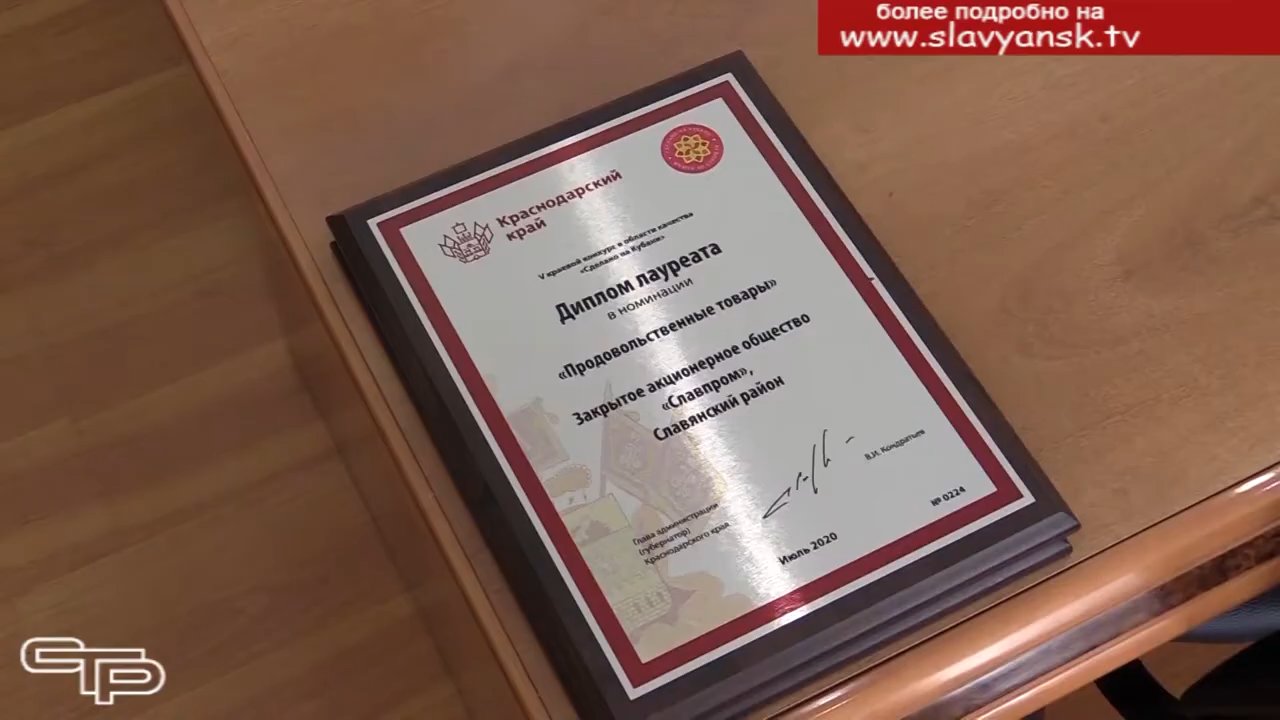 более подробно на
www.slavyansk.tv
Краснодарский
край
V краевой конкурс в области качества
«Сделано на Кубани»
Диплом лауреата
в номинации
«Продовольственные товары»
Закрытое акционерное общество
«Славпром»,
Славянский район
Глава администрации
(губернатор)
Краснодарского края
В.И. Кондратьев
Июль 2020
№ 0224
СТР